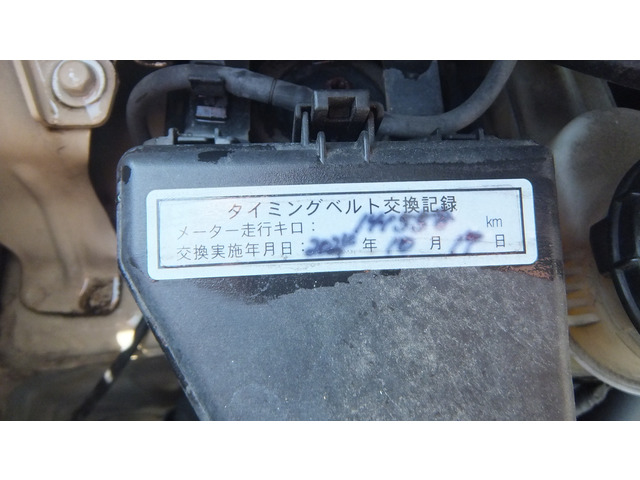 タイミングベルト交換記録
メーター走行キロ： km
交換実施年月日： 年 10 月 日